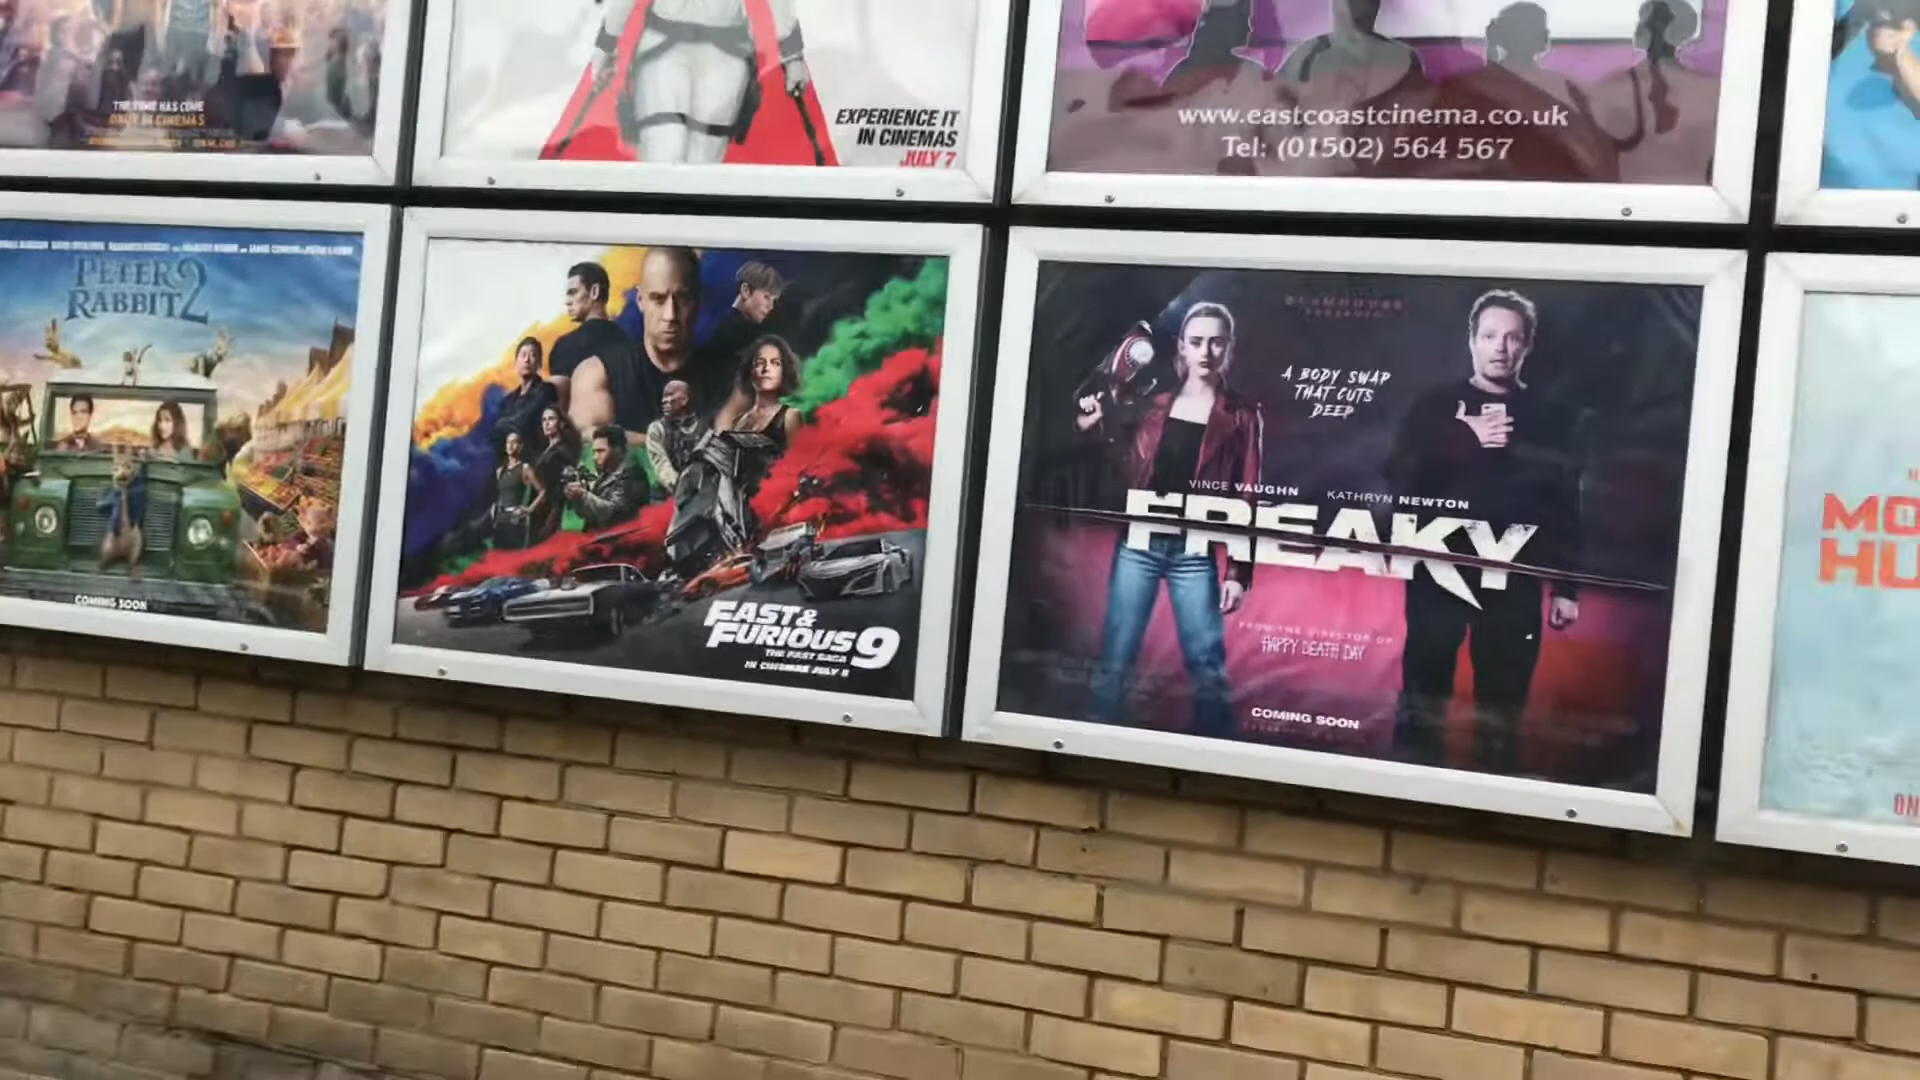 THE TIME HAS COME
ONLY IN CINEMAS
EXPERIENCE IT
IN CINEMAS
JULY 7
www.eastcoastcinema.co.uk
Tel: (01502) 564 567
PETER
RABBIT 2
COMING SOON
FAST &
FURIOUS 9
THE FAST SAGA
IN CINEMAS JULY 8
BLUMHOUSE
A BODY SWAP
THAT CUTS
DEEP
VINCE VAUGHN KATHRYN NEWTON
FREAKY
FROM THE DIRECTOR OF
HAPPY DEATH DAY
COMING SOON
MO
HU
ON